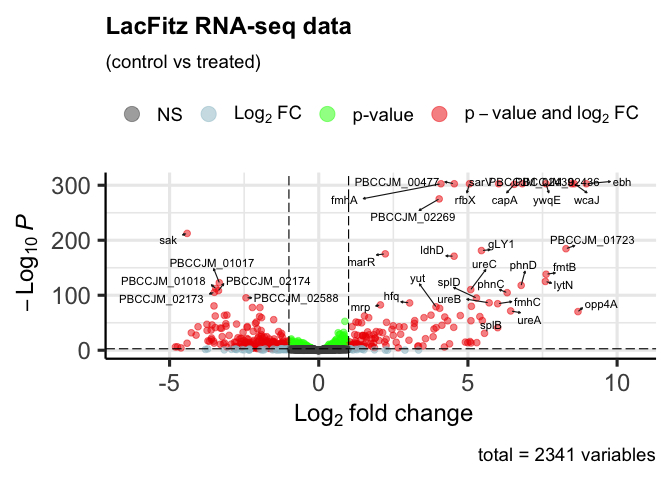 LacFitz RNA-seq data
(control vs treated)
NS Log2 FC p-value p − value and log2 FC
− Log10 P
300
200
100
0
-5 0 5 10
Log2 fold change
total = 2341 variables
PBCCJM_00477
sarV
ebh
fmhA
rfbX
capA
ywqE
wcaJ
PBCCJM_02269
sak
gLY1
PBCCJM_01723
marR
ldhD
PBCCJM_01017
ureC
phnD
fmtB
PBCCJM_01018
PBCCJM_02174
yut
splD
phnC
lytN
PBCCJM_02173
PBCCJM_02588
hfq
ureB
fmhC
opp4A
mrp
splB
ureA